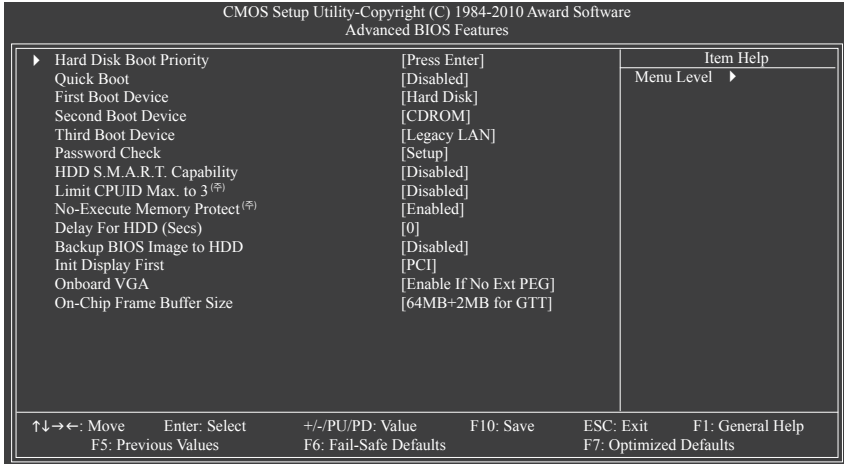 CMOS Setup Utility-Copyright (C) 1984-2010 Award Software
Advanced BIOS Features
▶ Hard Disk Boot Priority [Press Enter] Item Help
Quick Boot [Disabled] Menu Level ▶
First Boot Device [Hard Disk]
Second Boot Device [CDROM]
Third Boot Device [Legacy LAN]
Password Check [Setup]
HDD S.M.A.R.T. Capability [Disabled]
Limit CPUID Max. to 3 (주) [Disabled]
No-Execute Memory Protect (주) [Enabled]
Delay For HDD (Secs) [0]
Backup BIOS Image to HDD [Disabled]
Init Display First [PCI]
Onboard VGA [Enable If No Ext PEG]
On-Chip Frame Buffer Size [64MB+2MB for GTT]
↑↓→←: Move Enter: Select +/-/PU/PD: Value F10: Save ESC: Exit F1: General Help
F5: Previous Values F6: Fail-Safe Defaults F7: Optimized Defaults